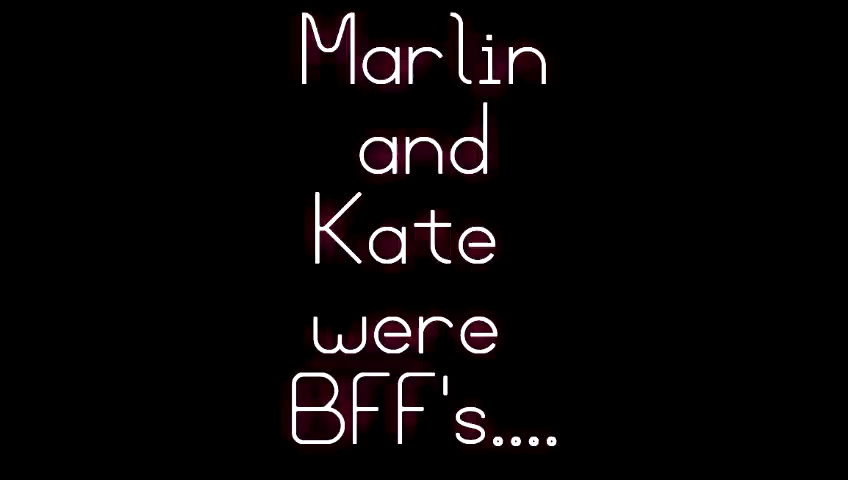 Marlin
and
Kate
were
BFF's....